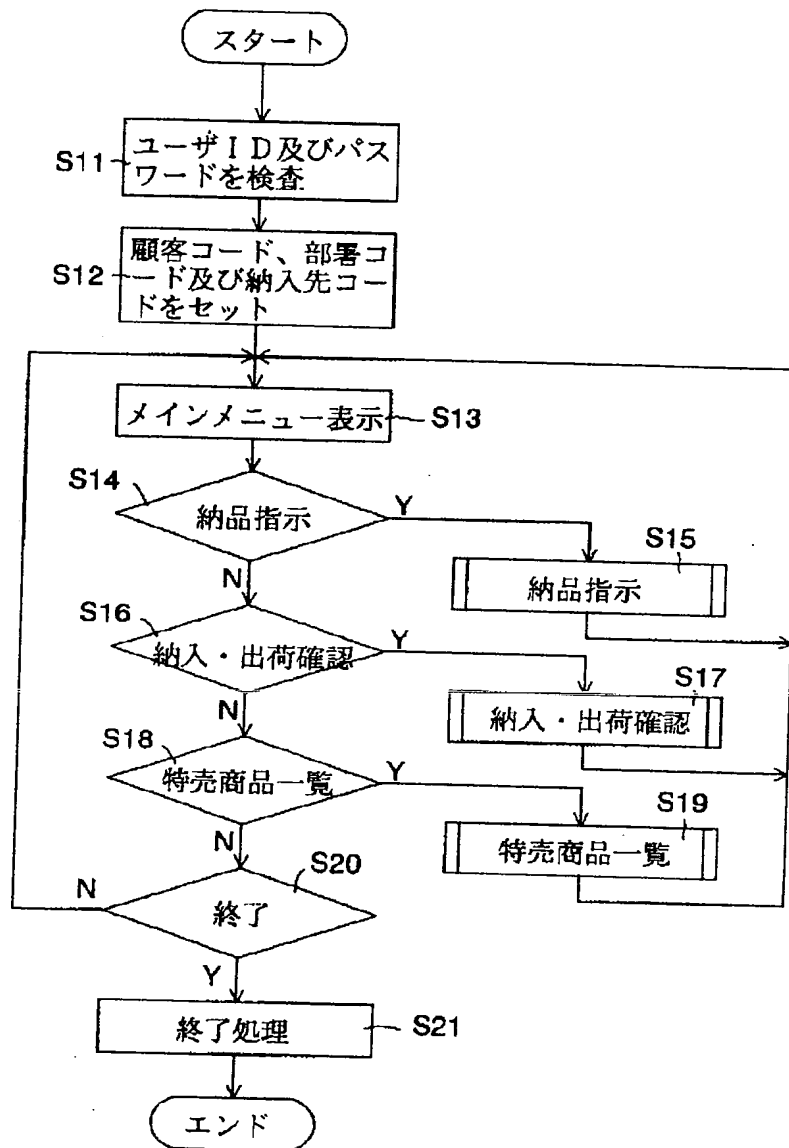 スタート
S11
ユーザＩＤ及びパス
ワードを検査
S12
顧客コード、部署コ
ード及び納入先コー
ドをセット
メインメニュー表示
S13
S14
納品指示
Y
N
S15
納品指示
S16
納入・出荷確認
Y
N
S17
納入・出荷確認
S18
特売商品一覧
Y
N
S19
特売商品一覧
S20
終了
N
Y
終了処理
S21
エンド